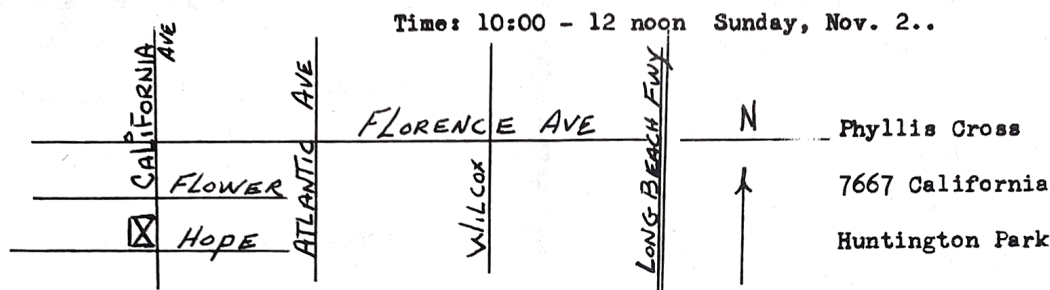 Time: 10:00 - 12 noon Sunday, Nov. 2..
CALIFORNIA AVE
ATLANTIC AVE
FLORENCE AVE
WILCOX
LONG BEACH FWY
N
FLOWER
HOPE
Phyllis Cross
7667 California
Huntington Park